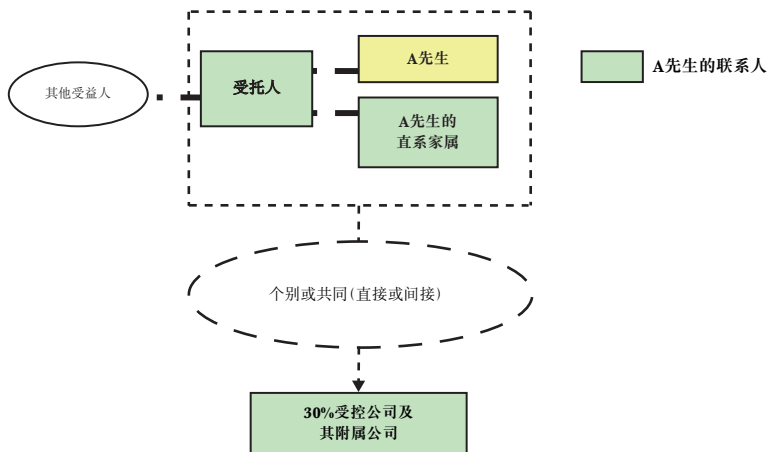 A先生
A先生的联系人
其他受益人
受托人
A先生的
直系家属
个别或共同(直接或间接)
30%受控公司及
其附属公司